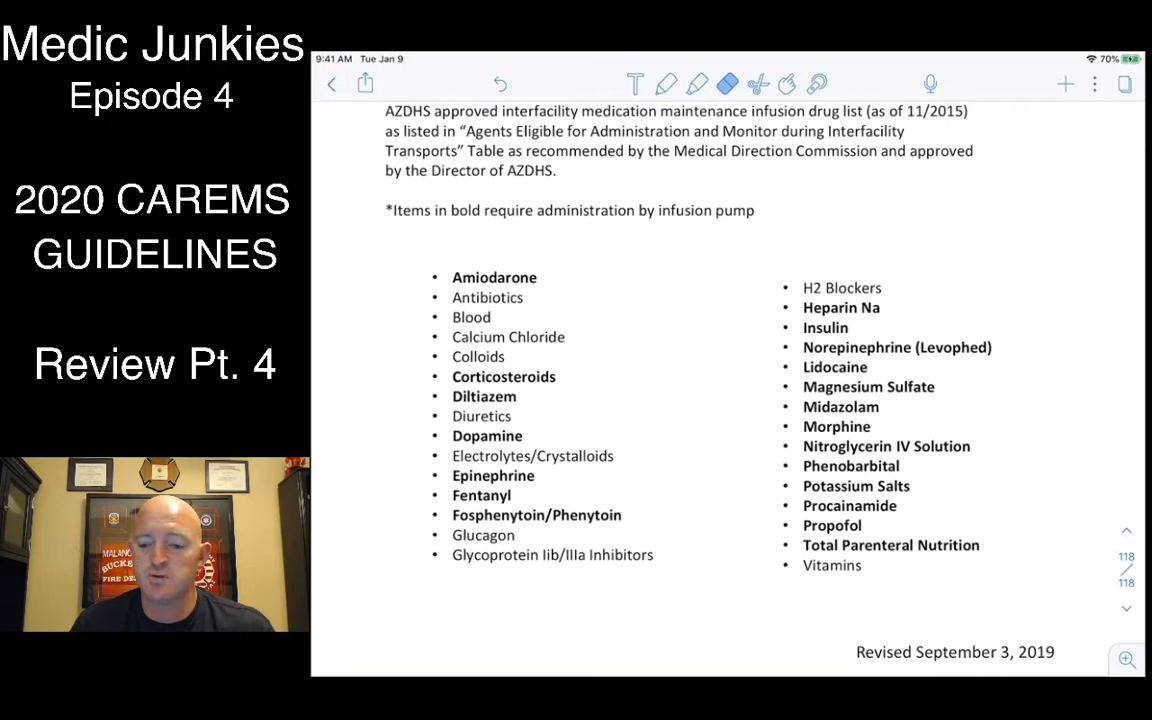 Medic Junkies
Episode 4
2020 CAREMS
GUIDELINES
Review Pt. 4
9:41 AM Tue Jan 9
70%
AZDHS approved interfacility medication maintenance infusion drug list (as of 11/2015)
as listed in “Agents Eligible for Administration and Monitor during Interfacility
Transports” Table as recommended by the Medical Direction Commission and approved
by the Director of AZDHS.
*Items in bold require administration by infusion pump
• Amiodarone
• Antibiotics
• Blood
• Calcium Chloride
• Colloids
• Corticosteroids
• Diltiazem
• Diuretics
• Dopamine
• Electrolytes/Crystalloids
• Epinephrine
• Fentanyl
• Fosphenytoin/Phenytoin
• Glucagon
• Glycoprotein Iib/IIIa Inhibitors
• H2 Blockers
• Heparin Na
• Insulin
• Norepinephrine (Levophed)
• Lidocaine
• Magnesium Sulfate
• Midazolam
• Morphine
• Nitroglycerin IV Solution
• Phenobarbital
• Potassium Salts
• Procainamide
• Propofol
• Total Parenteral Nutrition
• Vitamins
118
118
Revised September 3, 2019
MALANC
BUCKE
FIRE DE